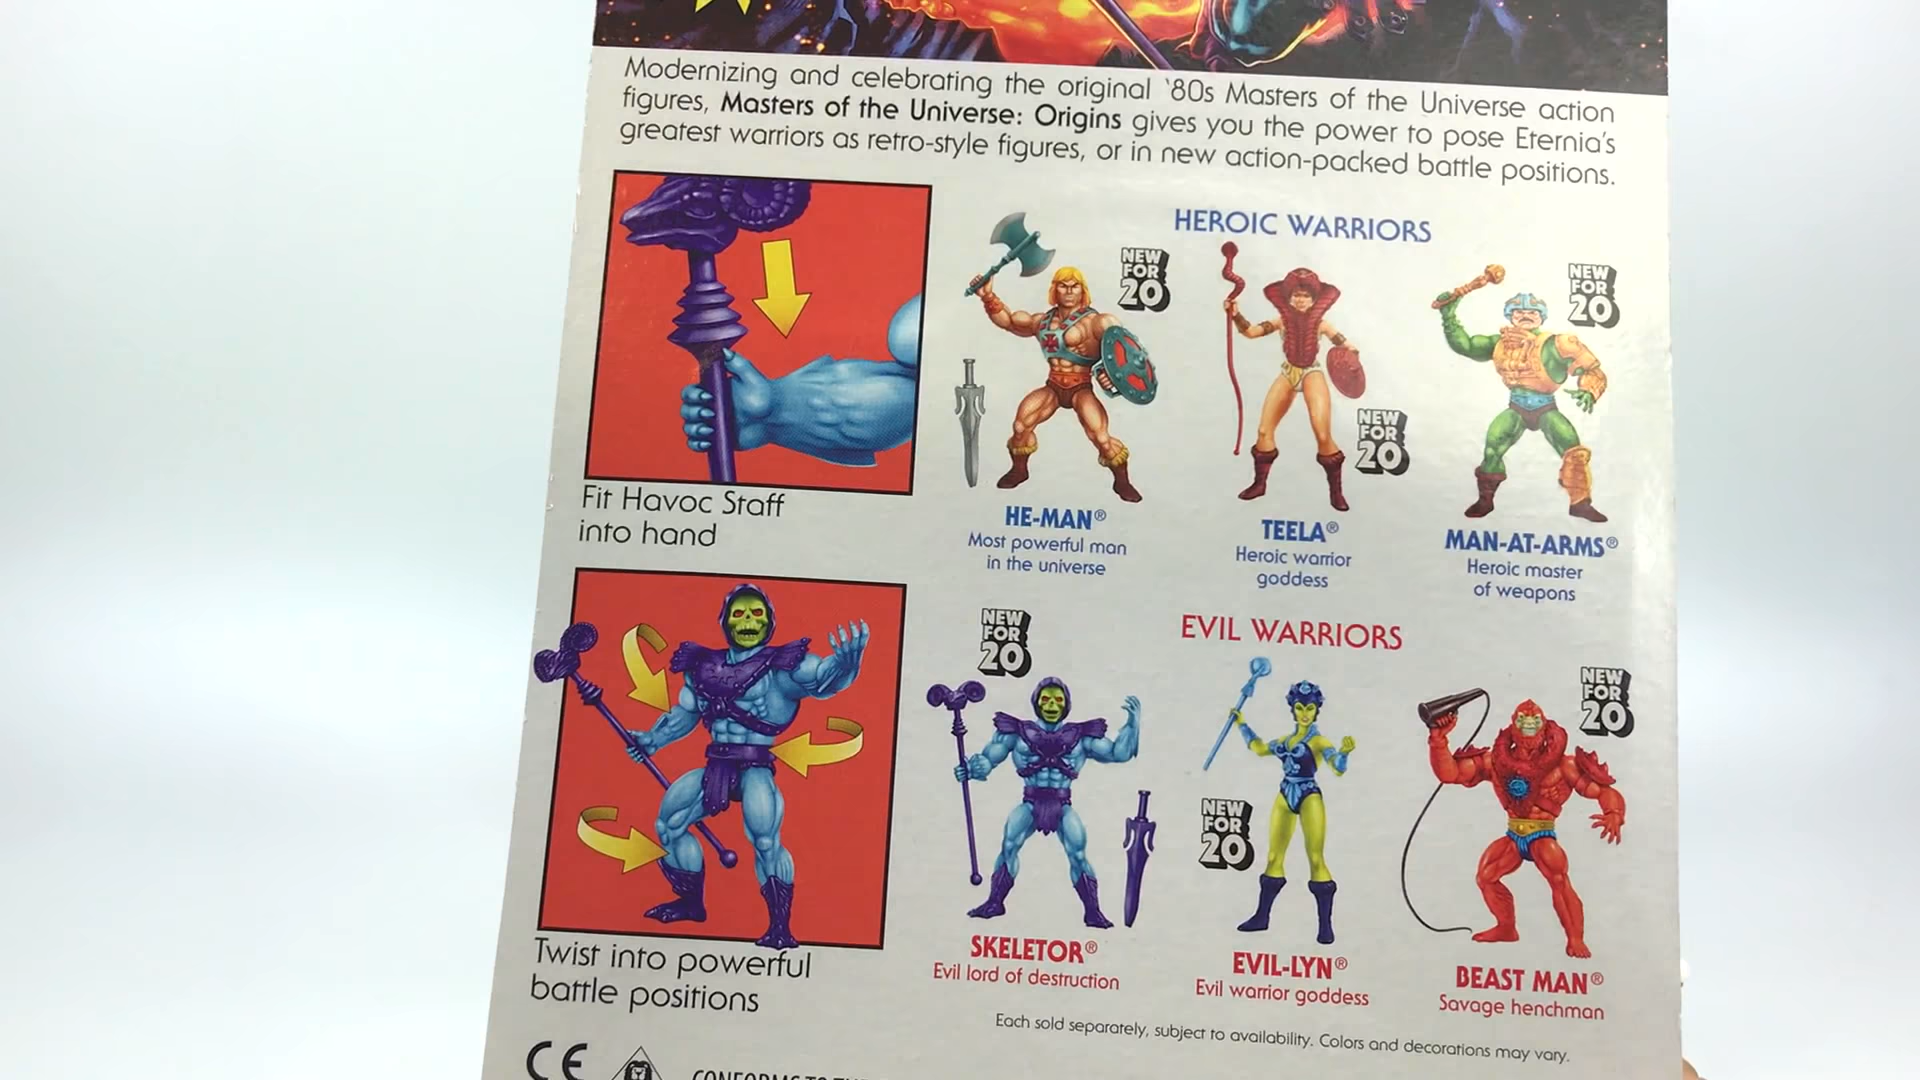 Modernizing and celebrating the original '80s Masters of the Universe action
figures, Masters of the Universe: Origins gives you the power to pose Eternia's
greatest warriors as retro-style figures, or in new action-packed battle positions.
Fit Havoc Staff
into hand
Twist into powerful
battle positions
HEROIC WARRIORS
NEW
FOR
20
HE-MAN®
Most powerful man
in the universe
NEW
FOR
20
TEELA®
Heroic warrior
goddess
NEW
FOR
20
MAN-AT-ARMS®
Heroic master
of weapons
EVIL WARRIORS
NEW
FOR
20
SKELETOR®
Evil lord of destruction
NEW
FOR
20
EVIL-LYN®
Evil warrior goddess
NEW
FOR
20
BEAST MAN®
Savage henchman
Each sold separately, subject to availability. Colors and decorations may vary.
CE
CONFORMS TO THE